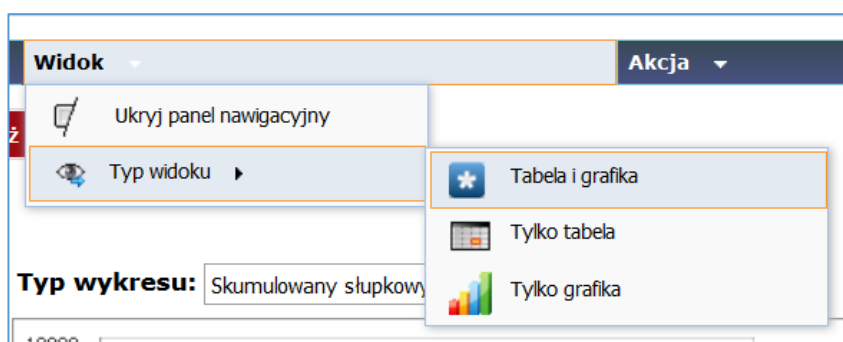 Widok Akcja
Ukryj panel nawigacyjny
ż
Typ widoku
Tabela i grafika
Tylko tabela
Typ wykresu: Skumulowany słupkowy
Tylko grafika